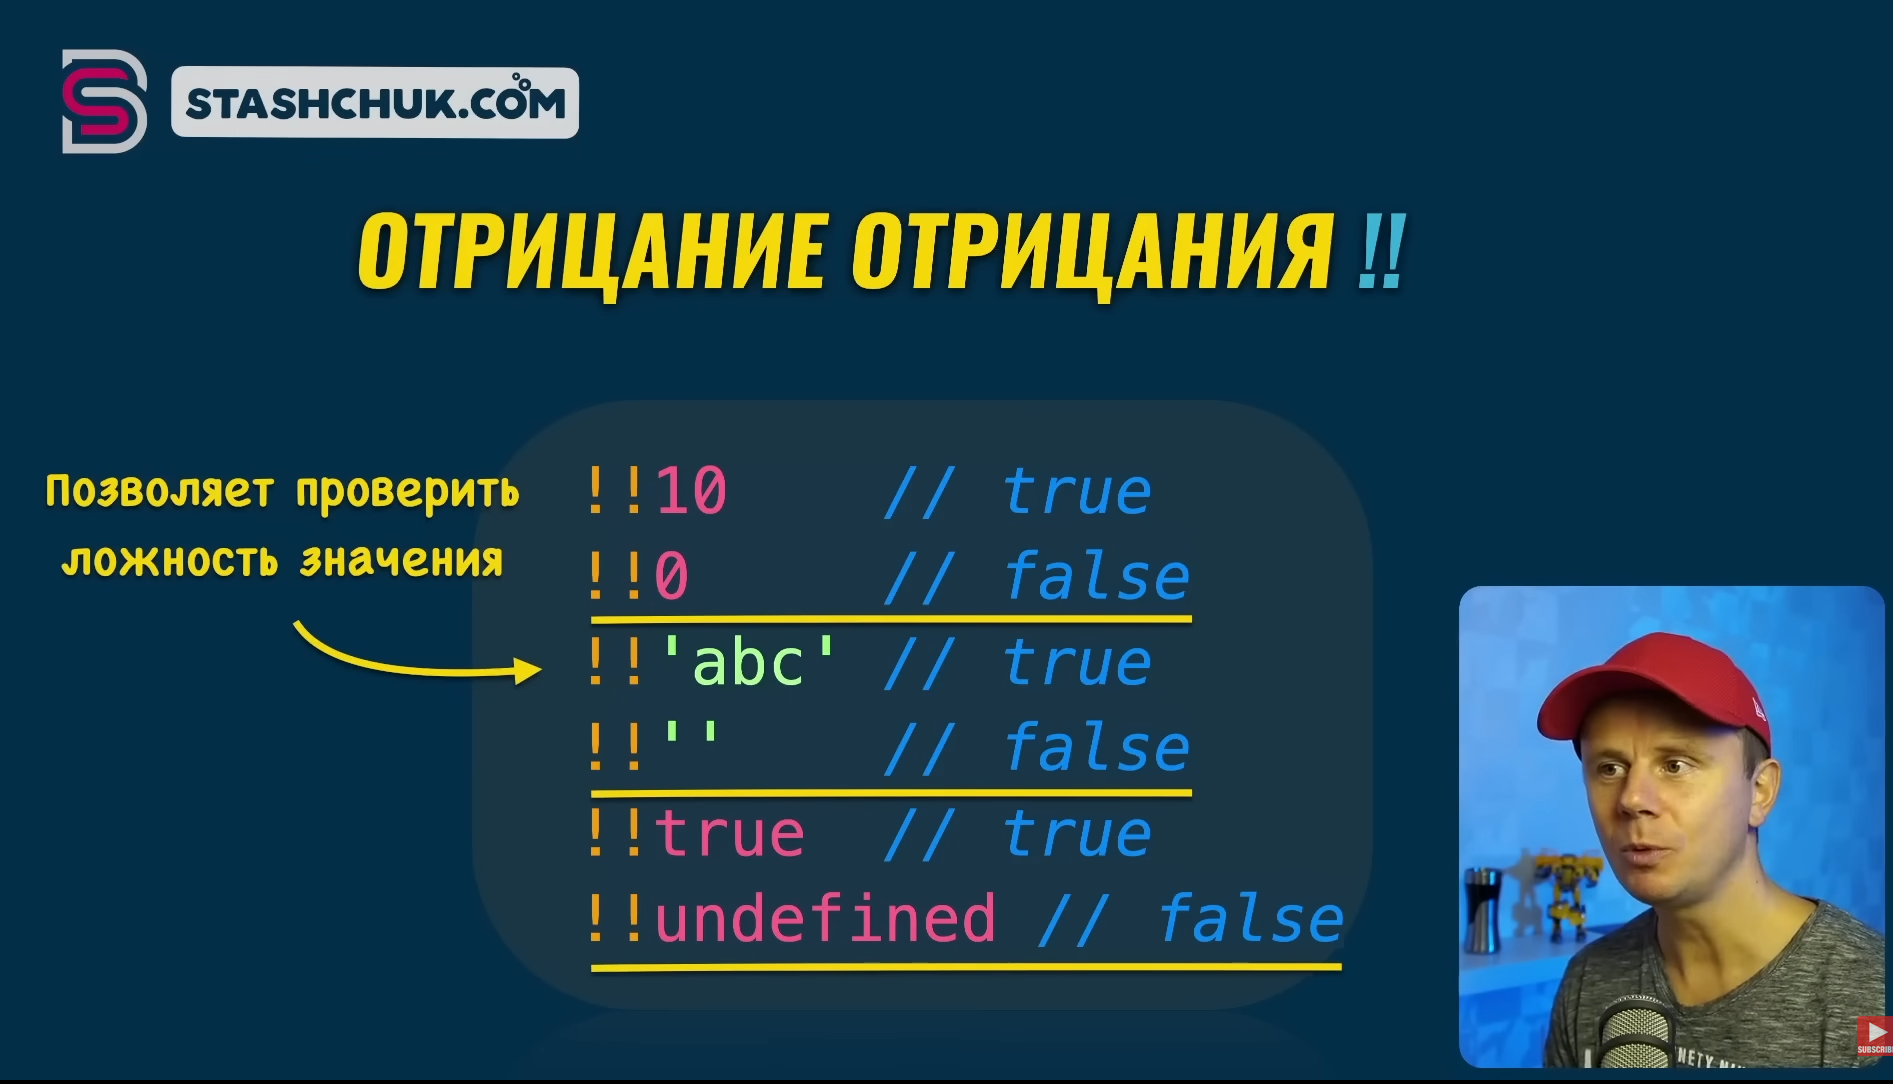 STASHCHUK.COM
ОТРИЦАНИЕ ОТРИЦАНИЯ !!
Позволяет проверить
ложность значения
!!10 // true
!!0 // false
!!'abc' // true
!!'' // false
!!true // true
!!undefined // false
SUBSCRIBE